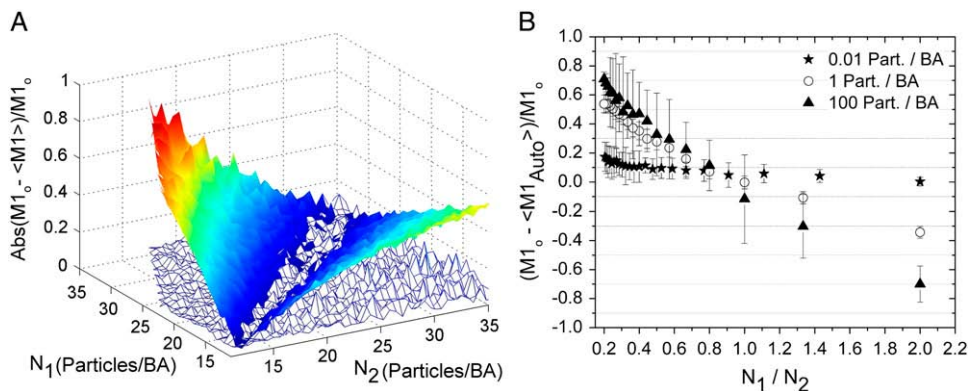 A
Abs(M1o - <M1>)/M1o
1
0.8
0.6
0.4
0.2
0
35
30
25
20
15
N1(Particles/BA)
15
20
25
30
35
N2(Particles/BA)
B
(M1o - <M1Auto>)/M1o
1.0
0.8
0.6
0.4
0.2
0.0
-0.2
-0.4
-0.6
-0.8
-1.0
★ 0.01 Part. / BA
○ 1 Part. / BA
▲ 100 Part. / BA
0.2 0.4 0.6 0.8 1.0 1.2 1.4 1.6 1.8 2.0 2.2
N1 / N2